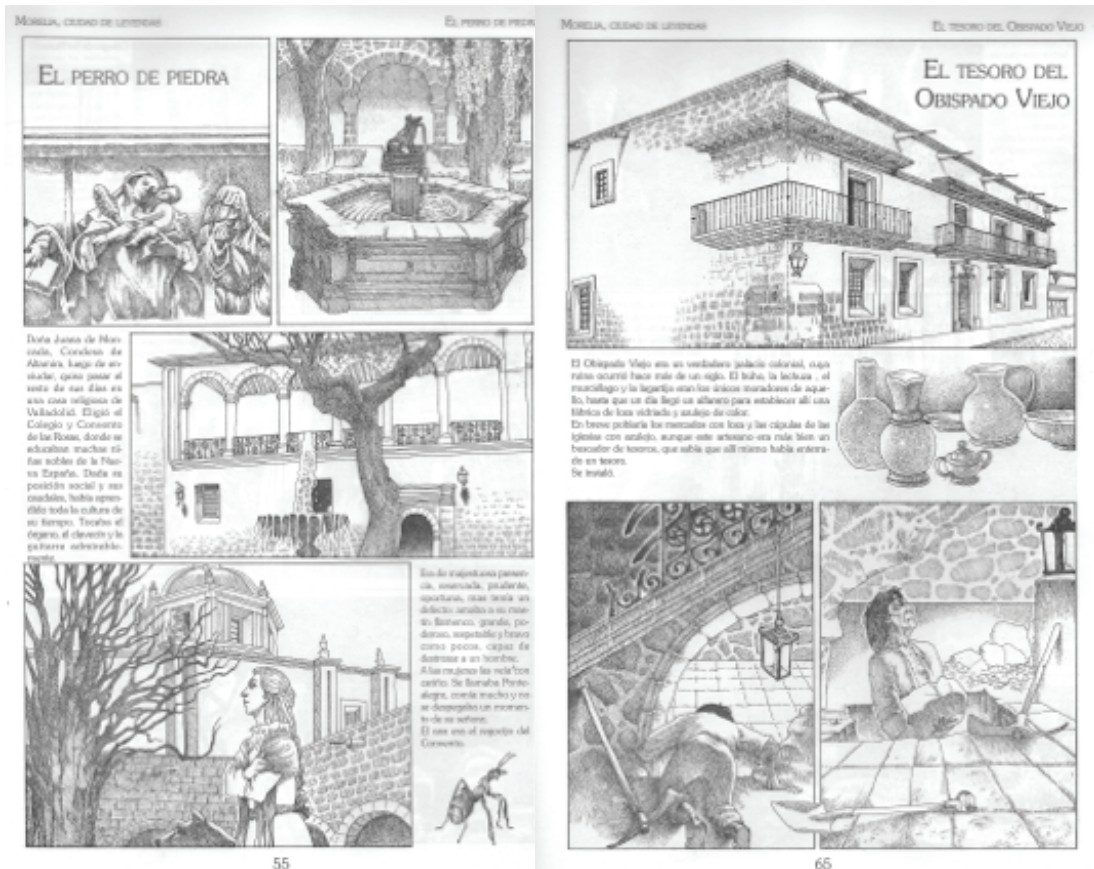 MORELIA, CIUDAD DE LEYENDAS
EL PERRO DE PIEDRA
EL PERRO DE PIEDRA
Doña Juana de Mon-
cada, Condesa de
Altamira, luego de en-
viudar, quiso pasar el
resto de sus días en
una casa religiosa de
Valladolid. Eligió el
Colegio y Convento
de las Rosas, donde se
educaban muchas ni-
ñas nobles de la Nue-
va España. Dada su
posición social y sus
caudales, había apren-
dido toda la cultura de
su tiempo. Tocaba el
órgano, el clavecín y la
guitarra admirable-
mente.
Era de majestuosa presen-
cia, reservada, prudente,
oportuna, mas tenía un
defecto: amaba a su mas-
tín flamenco, grande, po-
deroso, respetable y bravo
como pocos, capaz de
destrozar a un hombre.
A las mujeres las veía con
cariño. Se llamaba Ponte-
alegre, comía mucho y no
se despegaba un momen-
to de su señora.
El can era el regocijo del
Convento.
55
MORELIA, CIUDAD DE LEYENDAS
EL TESORO DEL OBISPADO VIEJO
EL TESORO DEL
OBISPADO VIEJO
El Obispado Viejo era un verdadero palacio colonial, cuya
ruina ocurrió hace más de un siglo. El búho, la lechuza , el
murciélago y la lagartija eran los únicos moradores de aque-
llo, hasta que un día llegó un alfarero para establecer allí una
fábrica de loza vidriada y azulejo de color.
En breve poblaría los mercados con loza y las cúpulas de las
iglesias con azulejo, aunque este artesano era más bien un
buscador de tesoros, que sabía que allí mismo había enterra-
do un tesoro.
Se instaló.
65